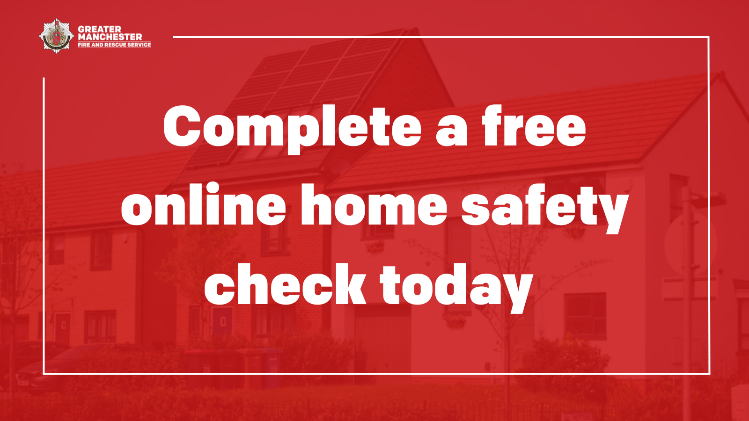 GREATER
MANCHESTER
FIRE AND RESCUE SERVICE
Complete a free
online home safety
check today